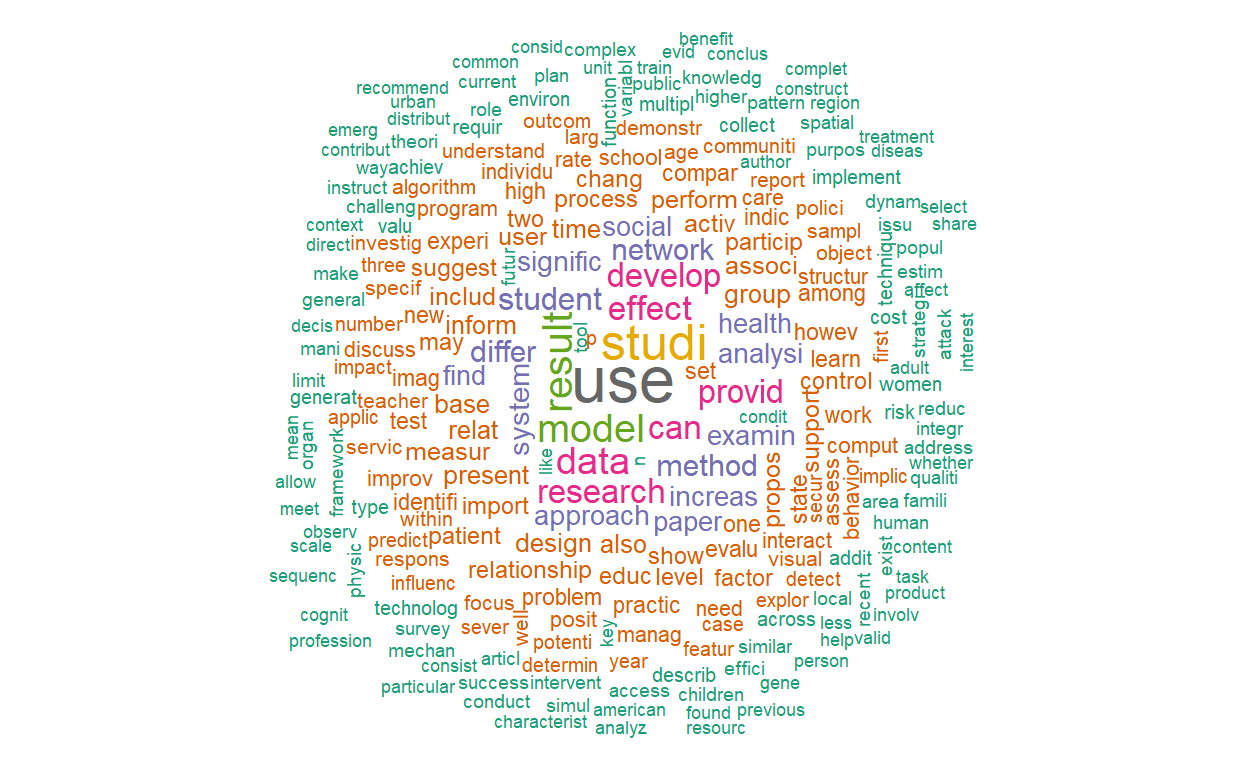 benefit
consid complex evid conclus
common unit train complet
recommend current plan public knowledg construct
urban role environ function variabl multipl higher pattern region
distribut requir outcom demonstr collect spatial
emerg theori larg communiti treatment
contribut understand rate school age author purpos diseas
way achiev individu chang compar report implement
instruct algorithm high process perform care
challeng program two time social activ indic polici dynam select
context valu user network particip sampl issu share
direct investig experi signific develop associ object techniqu popul
make three suggest futur structur estim
general specif includ student effect group among affect
decis number new inform result tool p studi health howev cost strategi attack interest
mani discuss may differ analysi learn first
impact imag find use set control adult
limit generat teacher base system provid women
applic test relat model can condit work risk reduc
mean organ servic measur examin support comput integr address
allow framework improv present like data n method implic whether qualiti
meet type identifi import research increas propos state secur assess behavior area famili
observ within approach paper one human
scale predict patient design also show evalu interact exist content
sequenc physic respons relationship educ level factor visual detect addit task
influenc recent product
cognit technolog focus problem practic need explor local involv
profession survey sever well posit key manag case across less help valid
mechan potenti featur similar
consist articl determin year describ effici person
particular success intervent access children gene
conduct simul american found previous
characterist analyz resourc